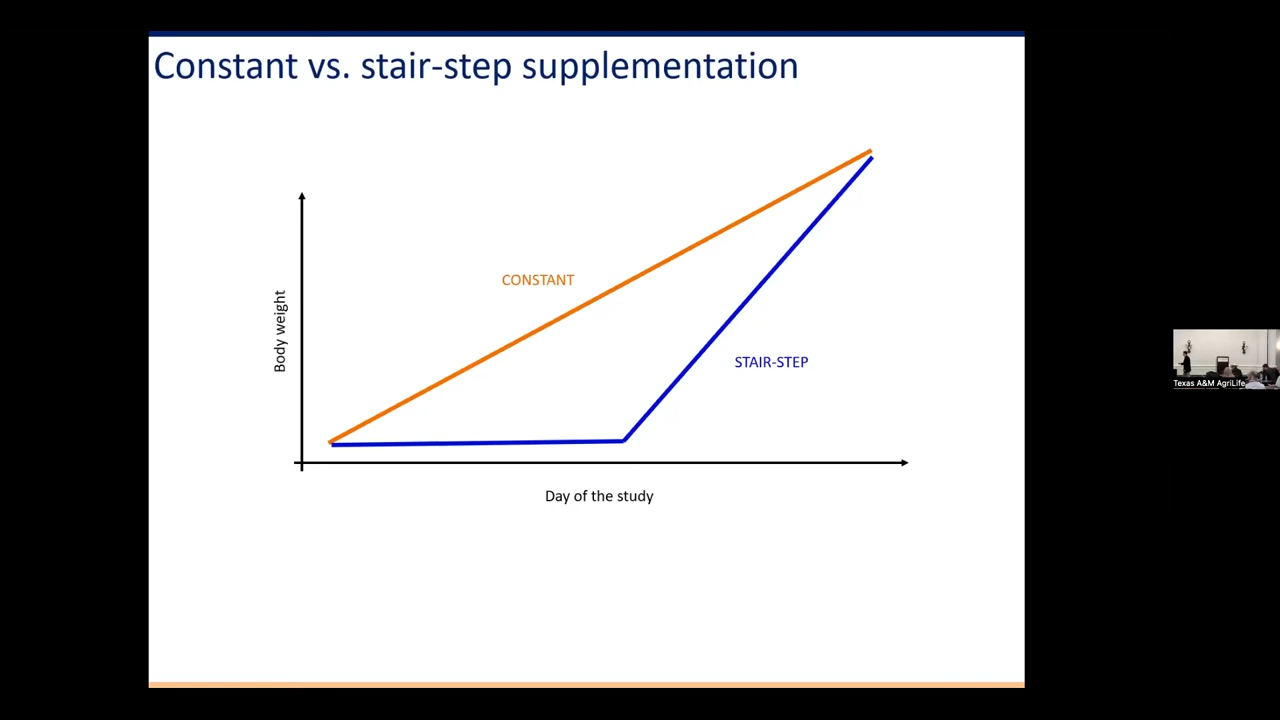 Constant vs. stair-step supplementation
CONSTANT
Body weight
STAIR-STEP
Day of the study
Texas A&M AgriLife